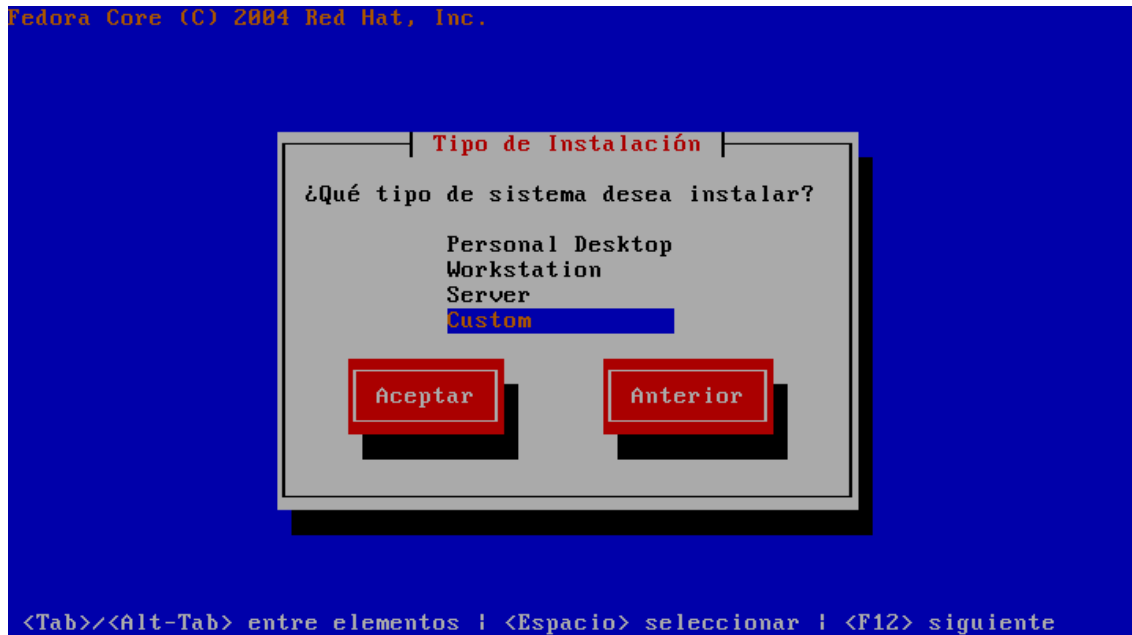 Fedora Core (C) 2004 Red Hat, Inc.
Tipo de Instalación
¿Qué tipo de sistema desea instalar?
Personal Desktop
Workstation
Server
Custom
Aceptar
Anterior
<Tab>/<Alt-Tab> entre elementos | <Espacio> seleccionar | <F12> siguiente